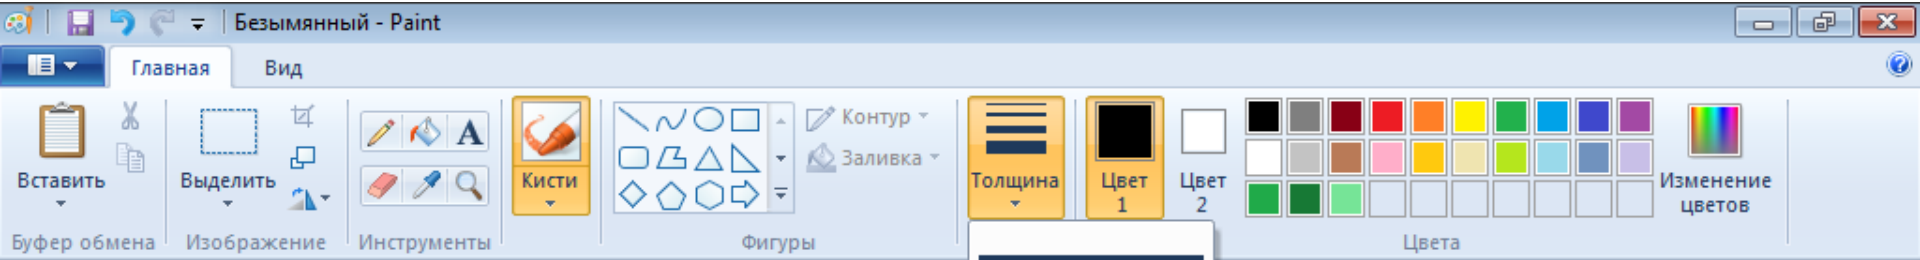 Безымянный - Paint
Главная Вид
Вставить
Буфер обмена
Выделить
Изображение
A
Инструменты
Кисти
Контур
Заливка
Фигуры
Толщина
Цвет
1
Цвет
2
Изменение
цветов
Цвета